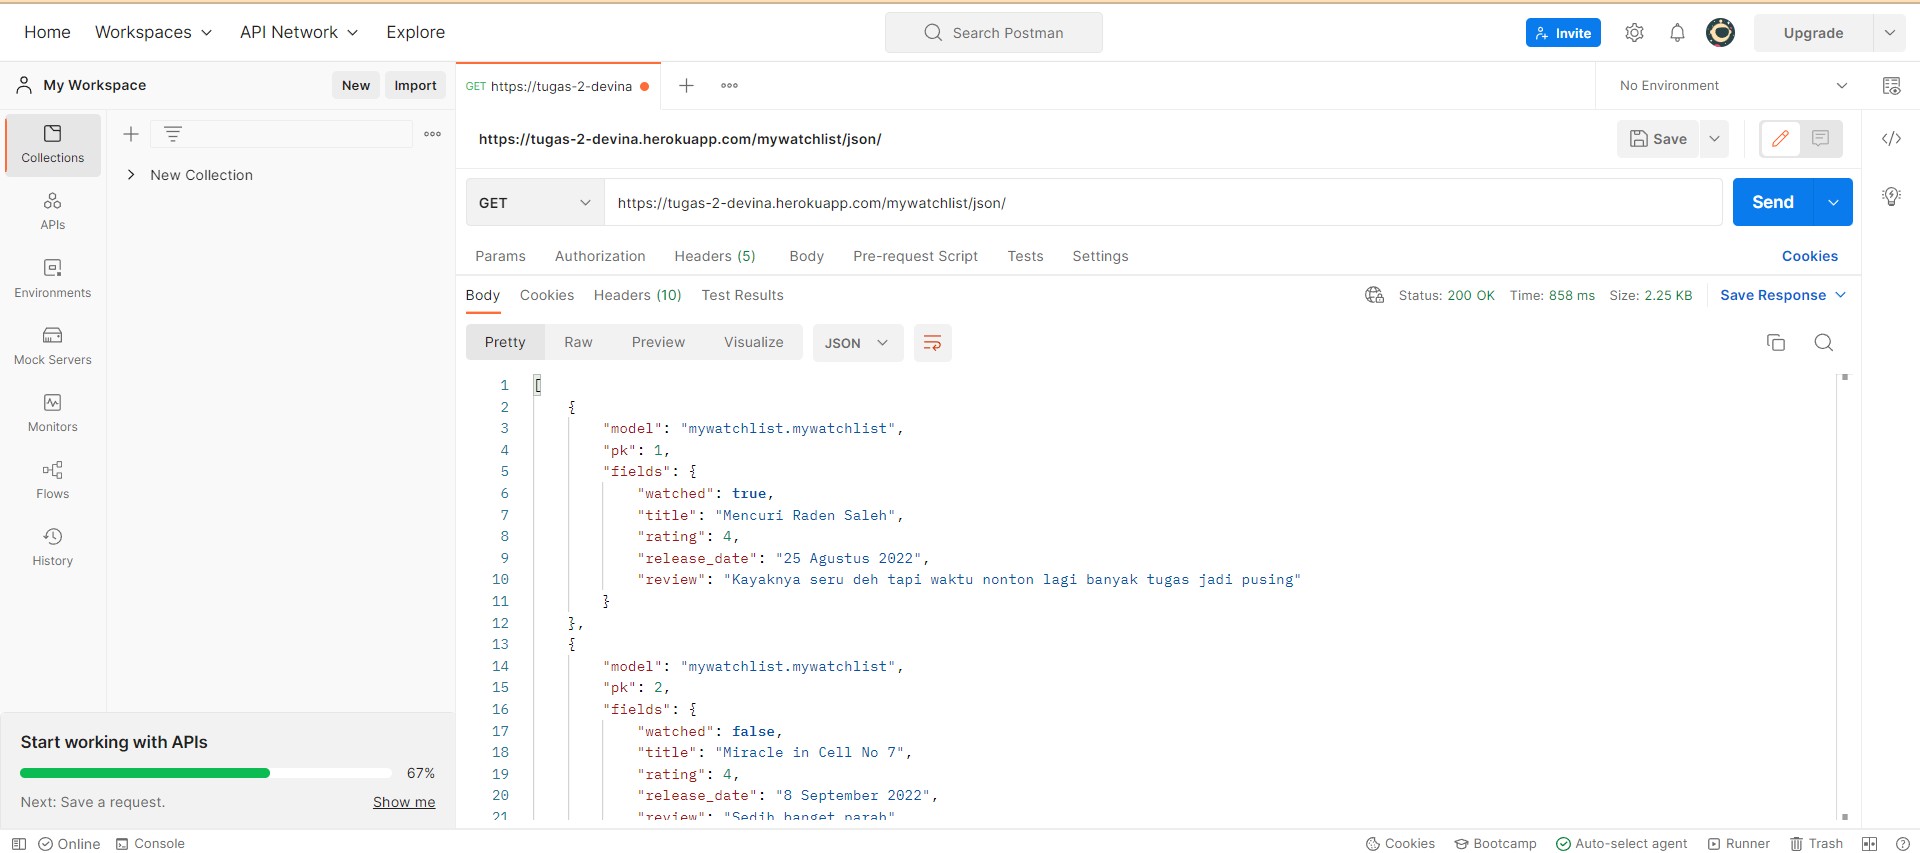 Home Workspaces API Network Explore Search Postman Invite Upgrade
My Workspace New Import GET https://tugas-2-devina No Environment
https://tugas-2-devina.herokuapp.com/mywatchlist/json/ Save
Collections
New Collection
APIs
Environments
Mock Servers
Monitors
Flows
History
GET https://tugas-2-devina.herokuapp.com/mywatchlist/json/ Send
Params Authorization Headers (5) Body Pre-request Script Tests Settings Cookies
Body Cookies Headers (10) Test Results Status: 200 OK Time: 858 ms Size: 2.25 KB Save Response
Pretty Raw Preview Visualize JSON
1 [
2 {
3 "model": "mywatchlist.mywatchlist",
4 "pk": 1,
5 "fields": {
6 "watched": true,
7 "title": "Mencuri Raden Saleh",
8 "rating": 4,
9 "release_date": "25 Agustus 2022",
10 "review": "Kayaknya seru deh tapi waktu nonton lagi banyak tugas jadi pusing"
11 }
12 },
13 {
14 "model": "mywatchlist.mywatchlist",
15 "pk": 2,
16 "fields": {
17 "watched": false,
18 "title": "Miracle in Cell No 7",
19 "rating": 4,
20 "release_date": "8 September 2022",
21 "review": "Sedih banget parah"
Start working with APIs
67%
Next: Save a request. Show me
Online Console Cookies Bootcamp Auto-select agent Runner Trash